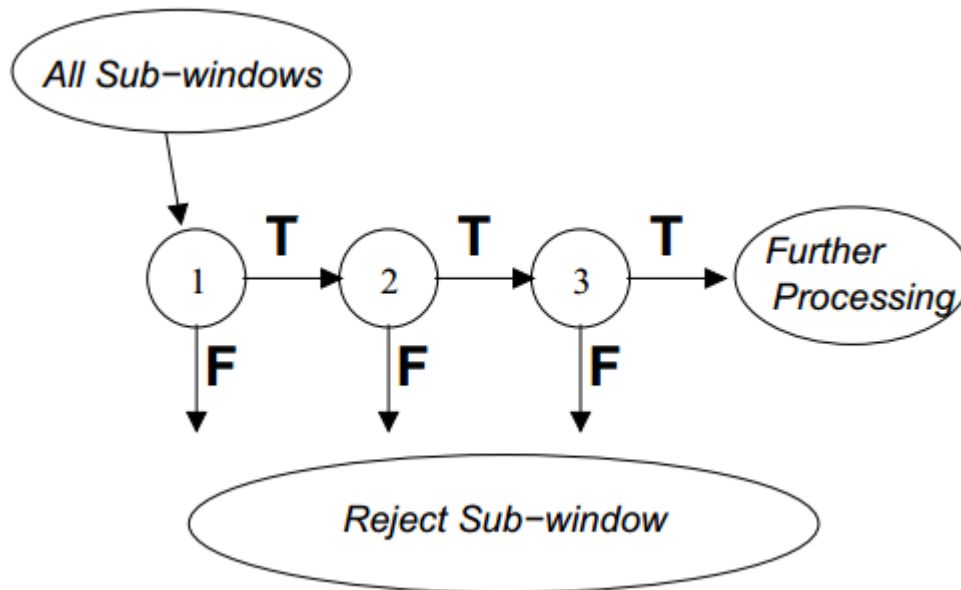 All Sub−windows
T
T
T
1
2
3
Further
Processing
F
F
F
Reject Sub−window